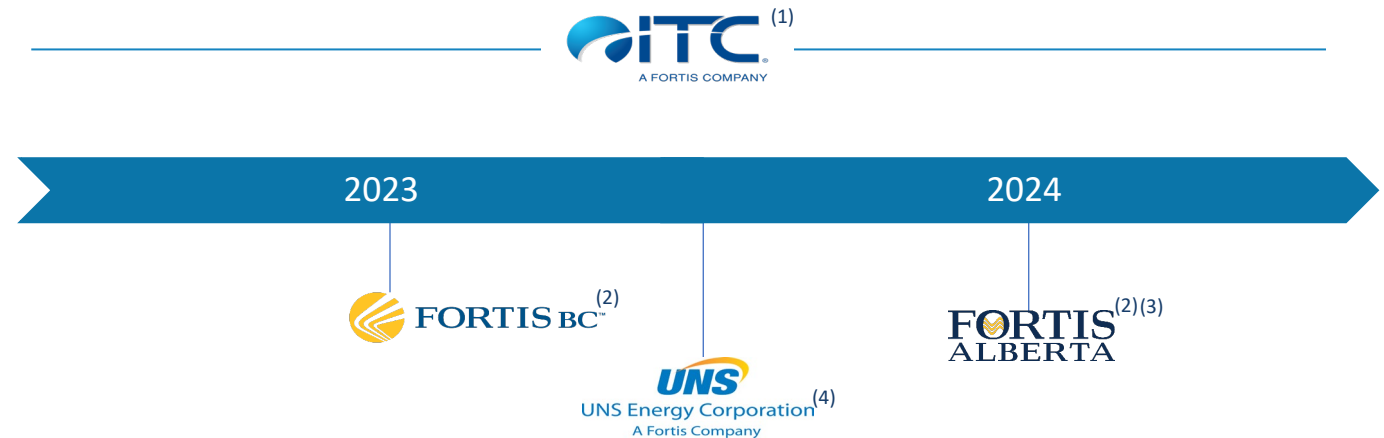 ITC® (1)
A FORTIS COMPANY
2023 2024
FORTIS BC™ (2)
FORTIS (2) (3)
ALBERTA
UNS
UNS Energy Corporation (4)
A Fortis Company